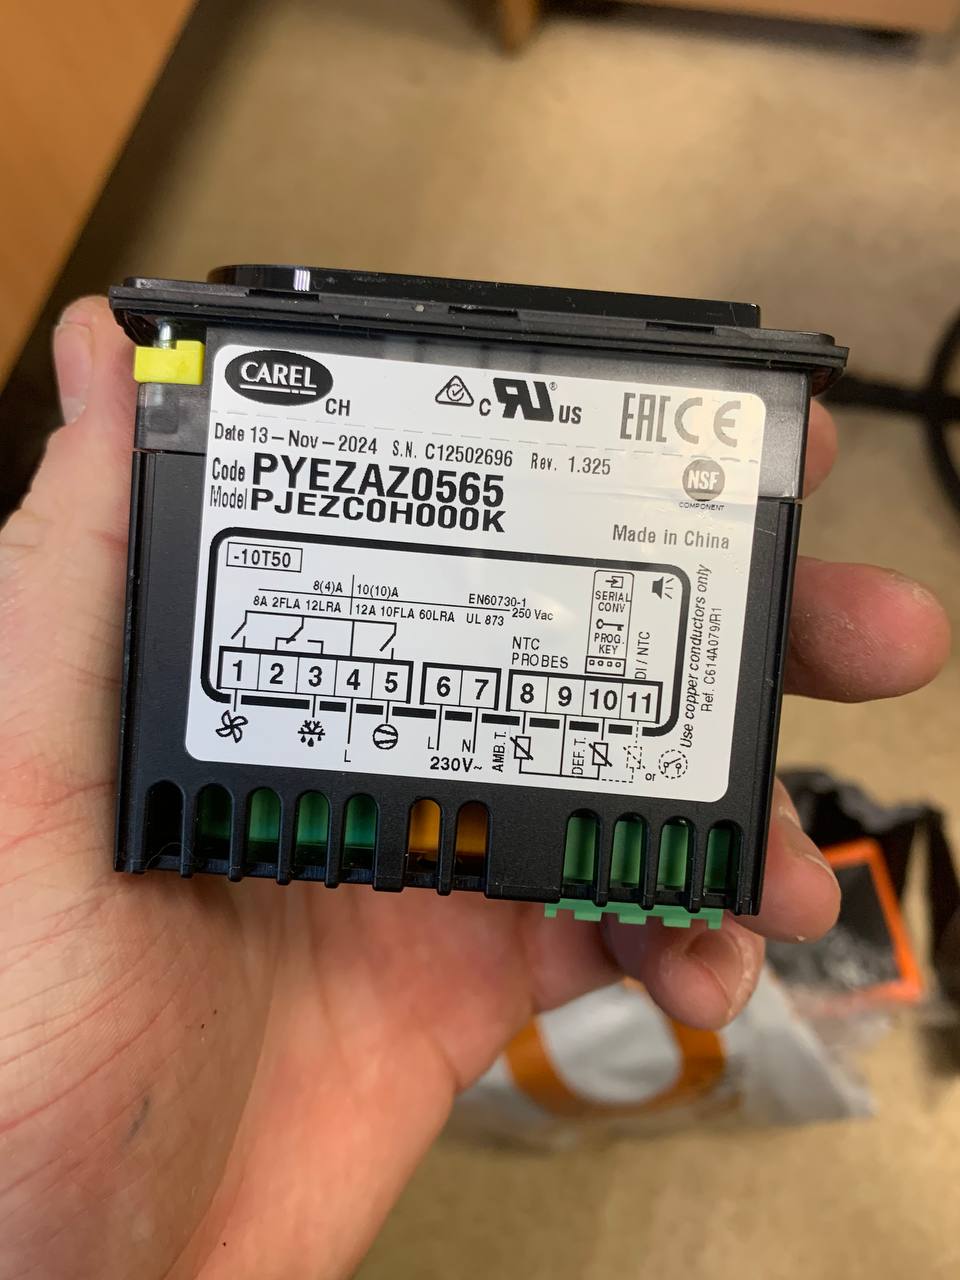 CAREL
CH
C RU ® US
EAC CE
Date 13-Nov-2024 S.N. C12502696 Rev. 1.325
Code PYEZAZ0565
Model PJEZC0H000K
NSF
COMPONENT
Made in China
-10T50
8(4)A 10(10)A EN60730-1
8A 2FLA 12LRA 12A 10FLA 60LRA UL 873 250 Vac
SERIAL
CONV
PROG.
KEY
NTC
PROBES
DI / NTC
1 2 3 4 5 6 7 8 9 10 11
L
L N
230V~
AMB.T.
DEF.T.
or
Use copper conductors only
Ref. C614A079/R1